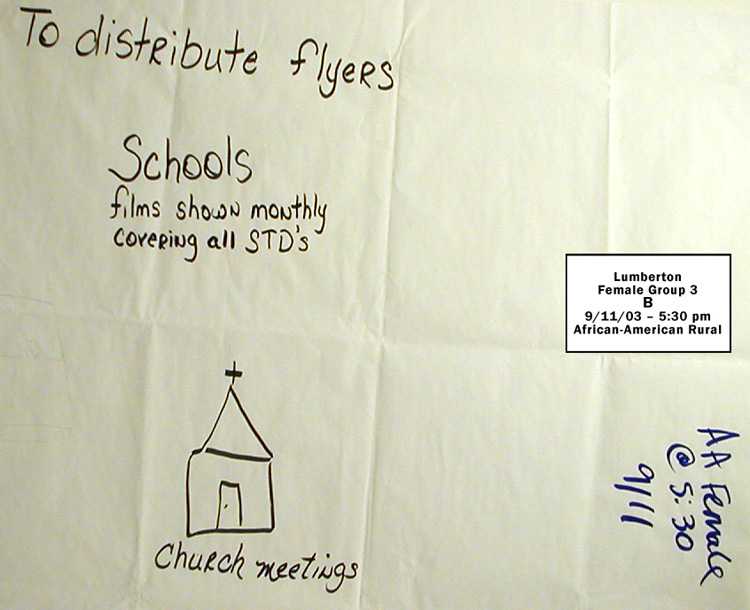 To distribute flyers
Schools
films shown monthly
covering all STD's
Lumberton
Female Group 3
B
9/11/03 – 5:30 pm
African-American Rural
Church meetings
AA Female
@ 5:30
9/11